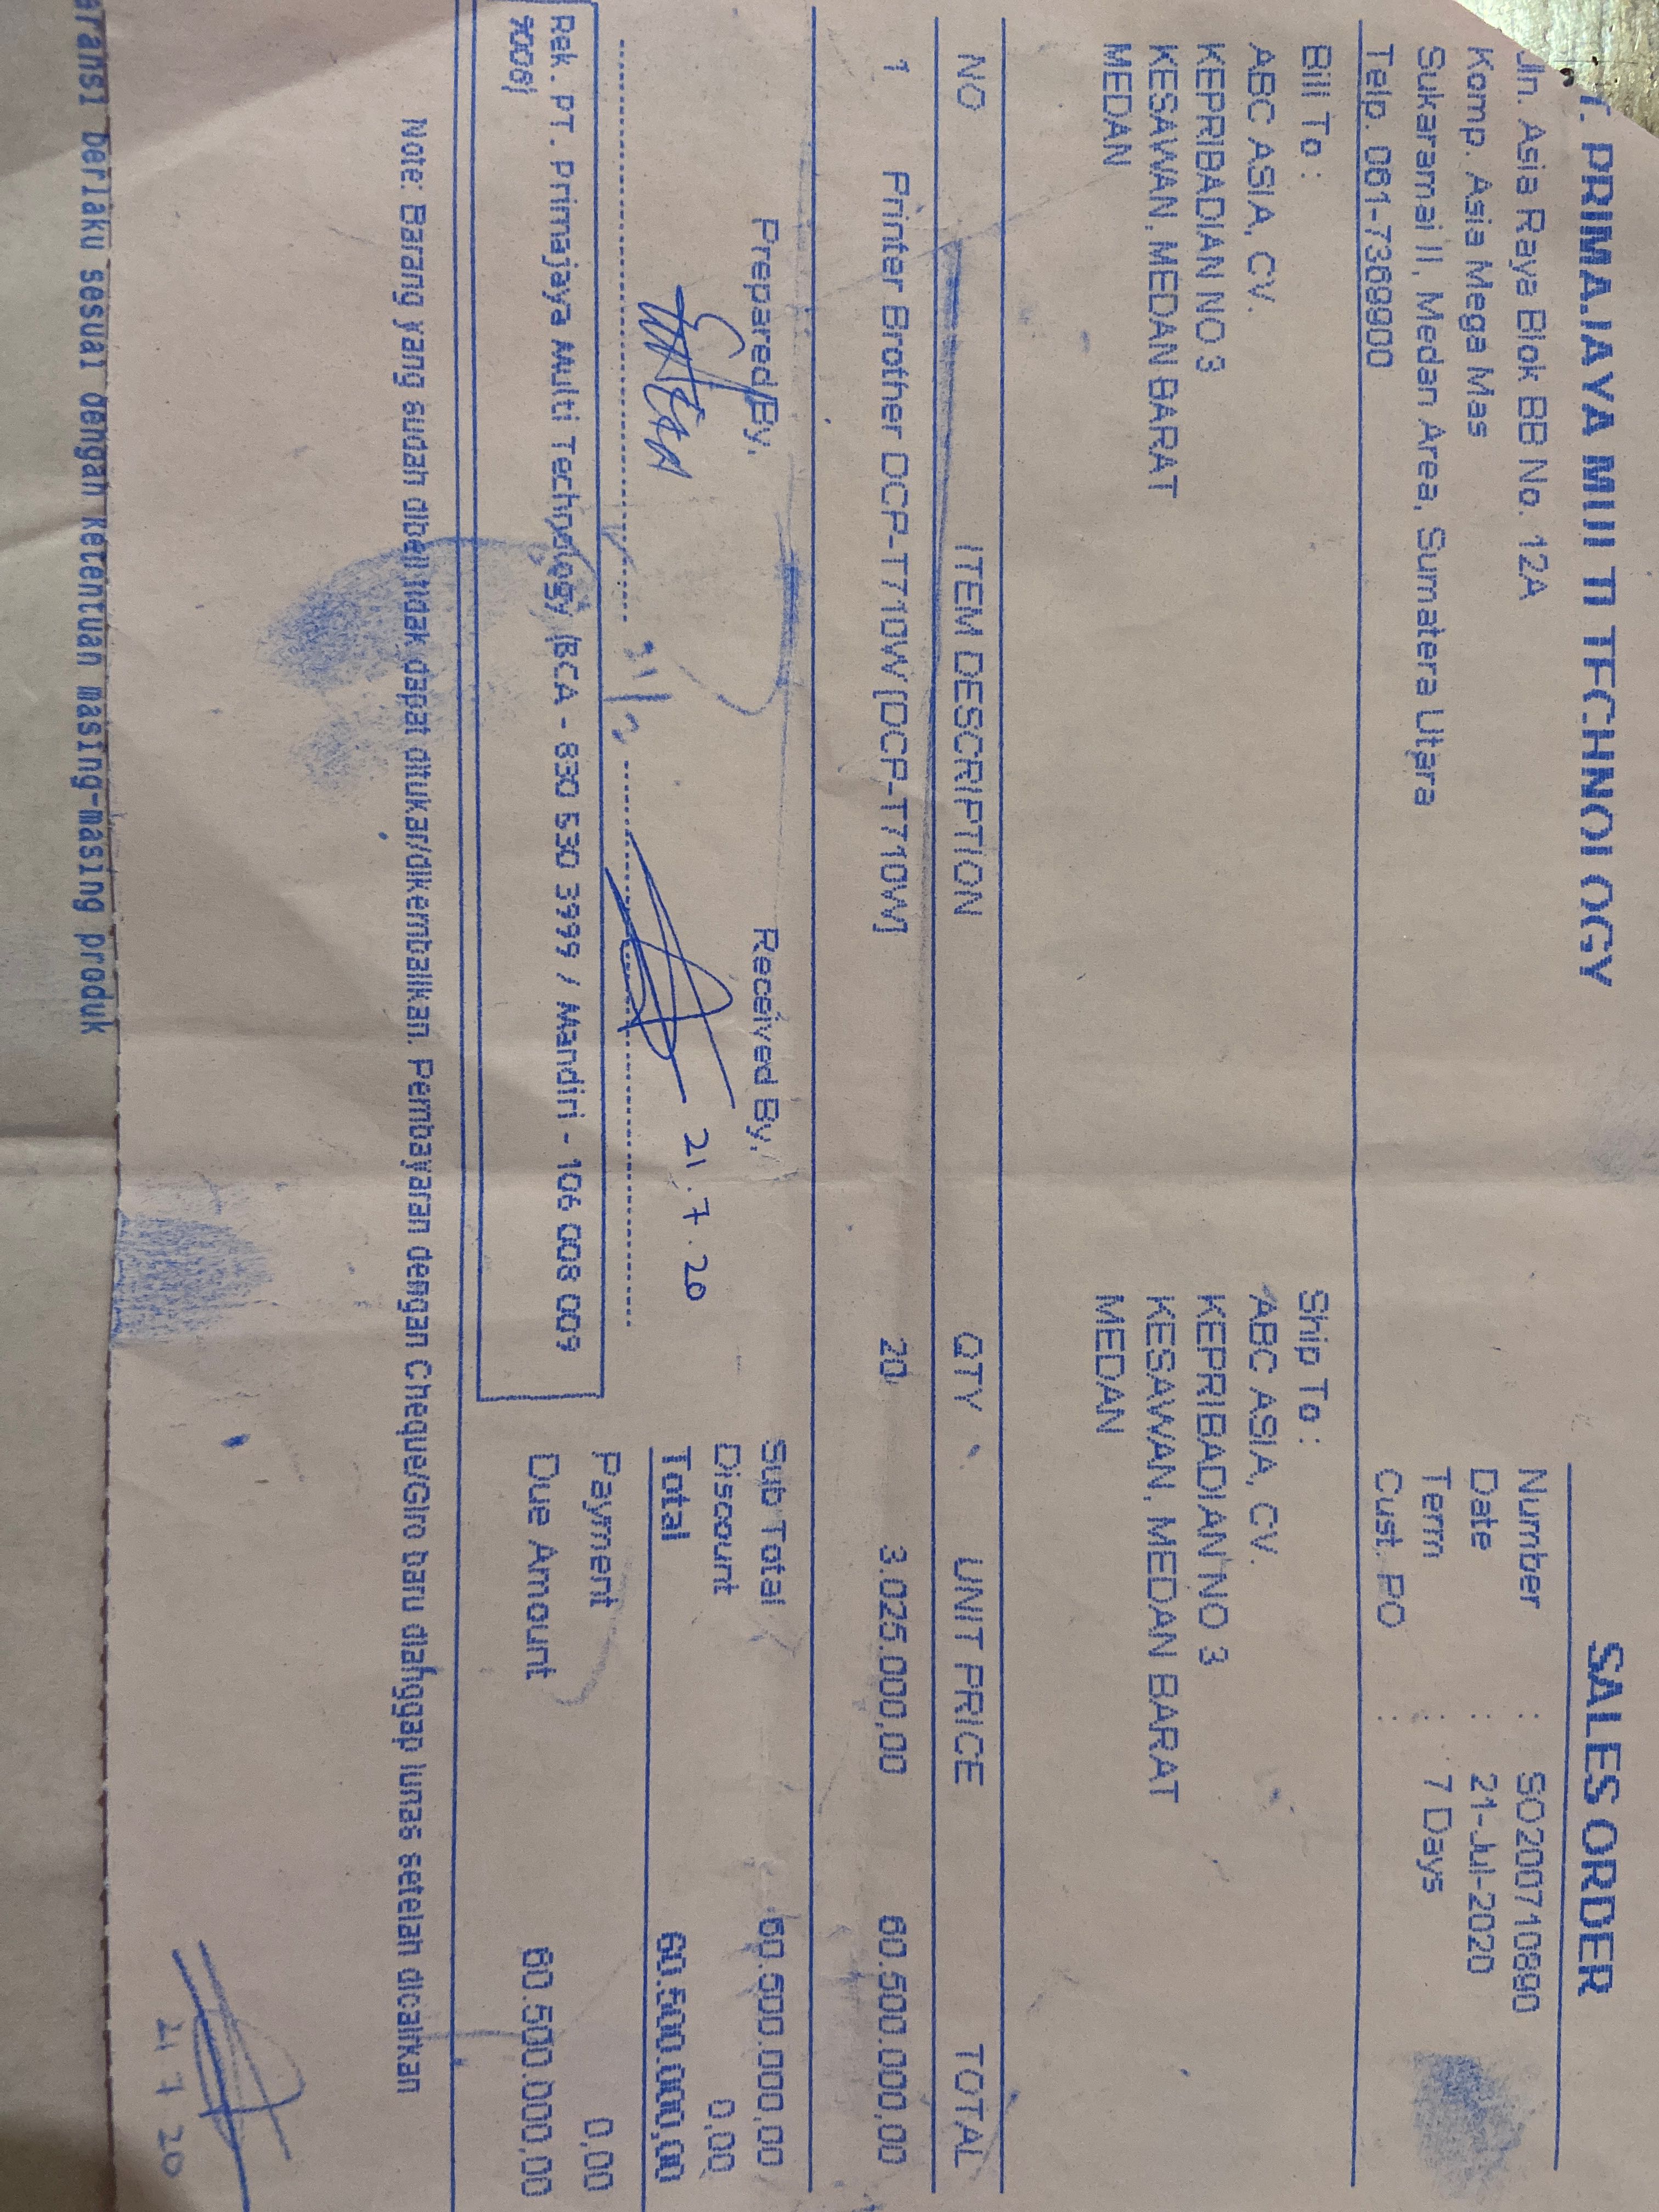 PRIMAJAYA MULTI TECHNOLOGY
SALES ORDER
Jln. Asia Raya Blok BB No. 12A
Komp. Asia Mega Mas
Sukaramai II, Medan Area, Sumatera Utara
Telp. 061-7369900
Number : SO200710890
Date : 21-Jul-2020
Term : 7 Days
Cust. PO :
Bill To :
ABC ASIA, CV.
KEPRIBADIAN NO 3
KESAWAN, MEDAN BARAT
MEDAN
Ship To :
ABC ASIA, CV.
KEPRIBADIAN NO 3
KESAWAN, MEDAN BARAT
MEDAN
NO ITEM DESCRIPTION QTY UNIT PRICE TOTAL
1 Printer Brother DCP-T710W [DCP-T710W] 20 3.025.000,00 60.500.000,00
Prepared By, Received By,
21.7.20
Sub Total 60.500.000,00
Discount 0,00
Total 60.500.000,00
Payment 0,00
Due Amount 60.500.000,00
Rek. PT. Primajaya Multi Technology (BCA - 830 530 3999 / Mandiri - 106 008 009
9008)
Note: Barang yang sudah dibeli tidak dapat ditukar/dikembalikan. Pembayaran dengan Cheque/Giro baru dianggap lunas setelah dicairkan
21 7 20
ransi berlaku sesuai dengan ketentuan masing-masing produk